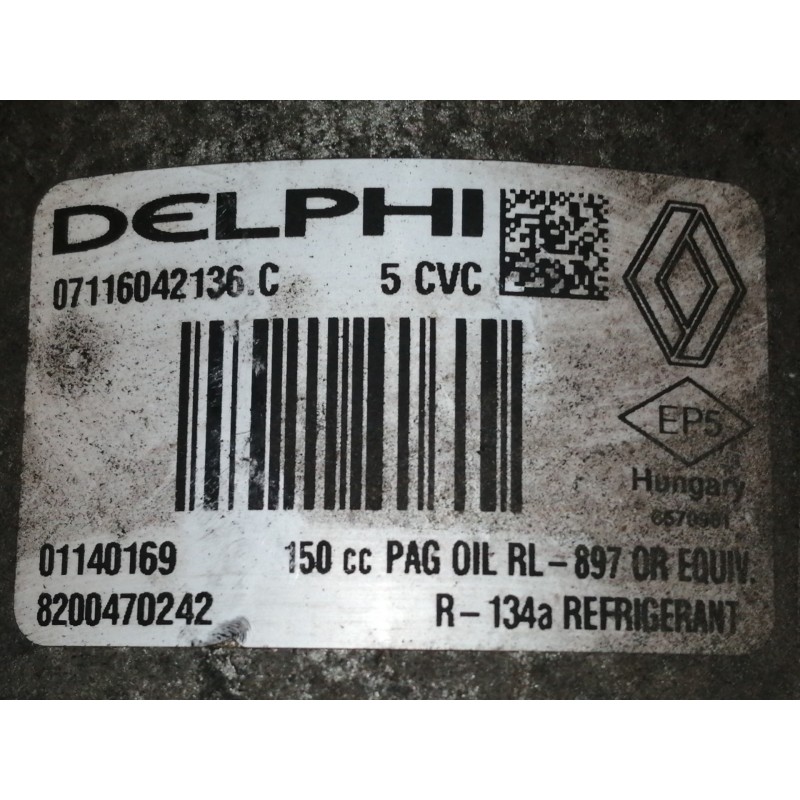 DELPHI
07116042136.C 5 CVC
EP5
Hungary
01140169 150 cc PAG OIL RL-897 OR EQUIV.
8200470242 R-134a REFRIGERANT